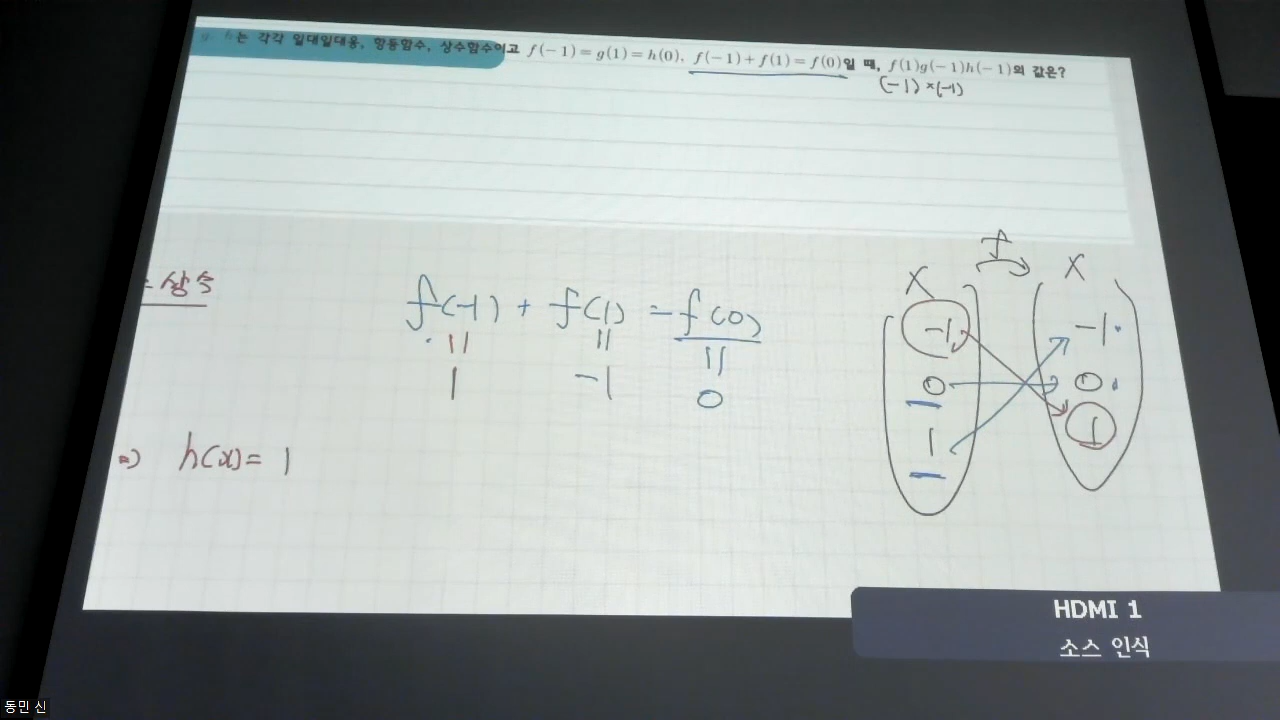 g, h는 각각 일대일대응, 항등함수, 상수함수이고 f(-1)=g(1)=h(0), f(-1)+f(1)=f(0)일 때, f(1)g(-1)h(-1)의 값은?
(-1)×(-1)
f
X X
= 상수
f(-1) + f(1) = f(0)
|| || ||
1 -1 0
-1 -1
0 0
1 1
⇒ h(x)= 1
HDMI 1
소스 인식
동민 신